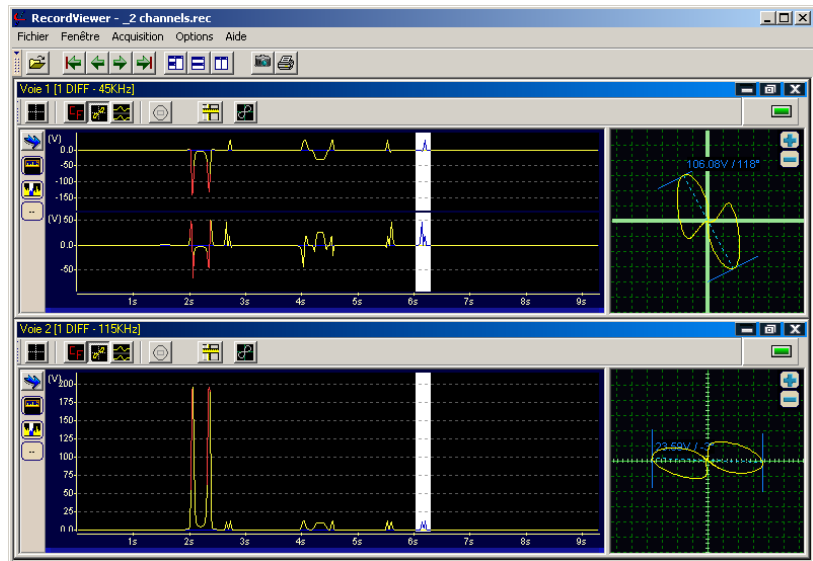 RecordViewer - _2 channels.rec
Fichier Fenêtre Acquisition Options Aide
Voie 1 [1 DIFF - 45KHz]
(V)
0.0
-50
-100
-150
(V) 50
0.0
-50
1s 2s 3s 4s 5s 6s 7s 8s 9s
106.08V / 118°
Voie 2 [1 DIFF - 115KHz]
(V)
200
175
150
125
100
75
50
25
0.0
1s 2s 3s 4s 5s 6s 7s 8s 9s